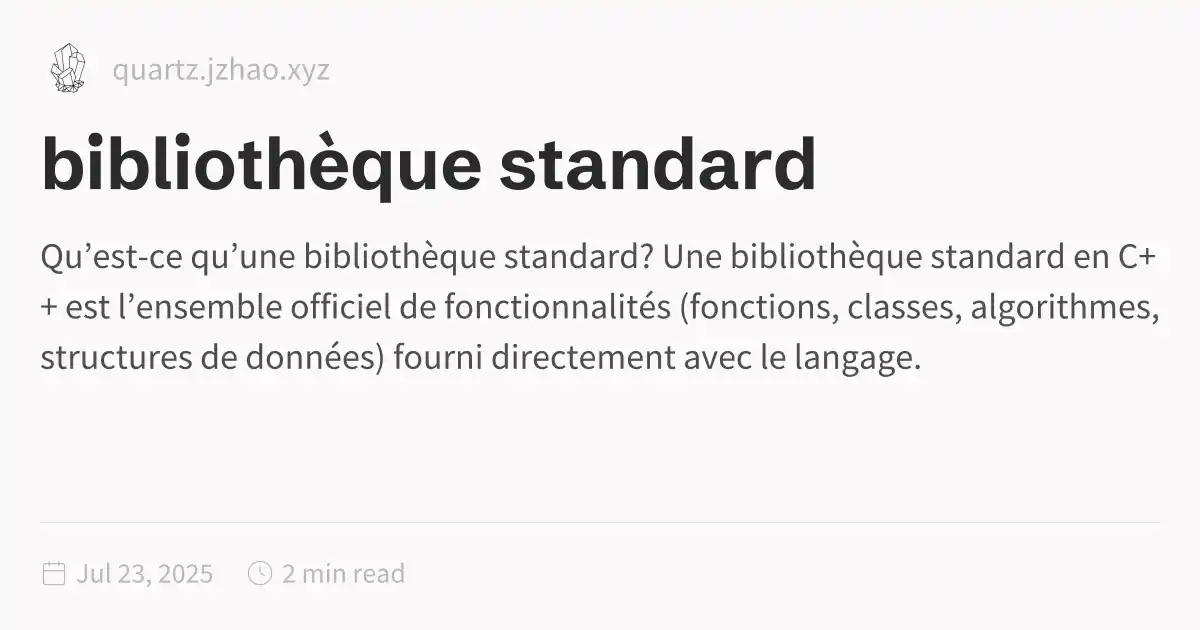 quartz.jzhao.xyz
bibliothèque standard
Qu’est-ce qu’une bibliothèque standard? Une bibliothèque standard en C+
+ est l’ensemble officiel de fonctionnalités (fonctions, classes, algorithmes,
structures de données) fourni directement avec le langage.
Jul 23, 2025 2 min read